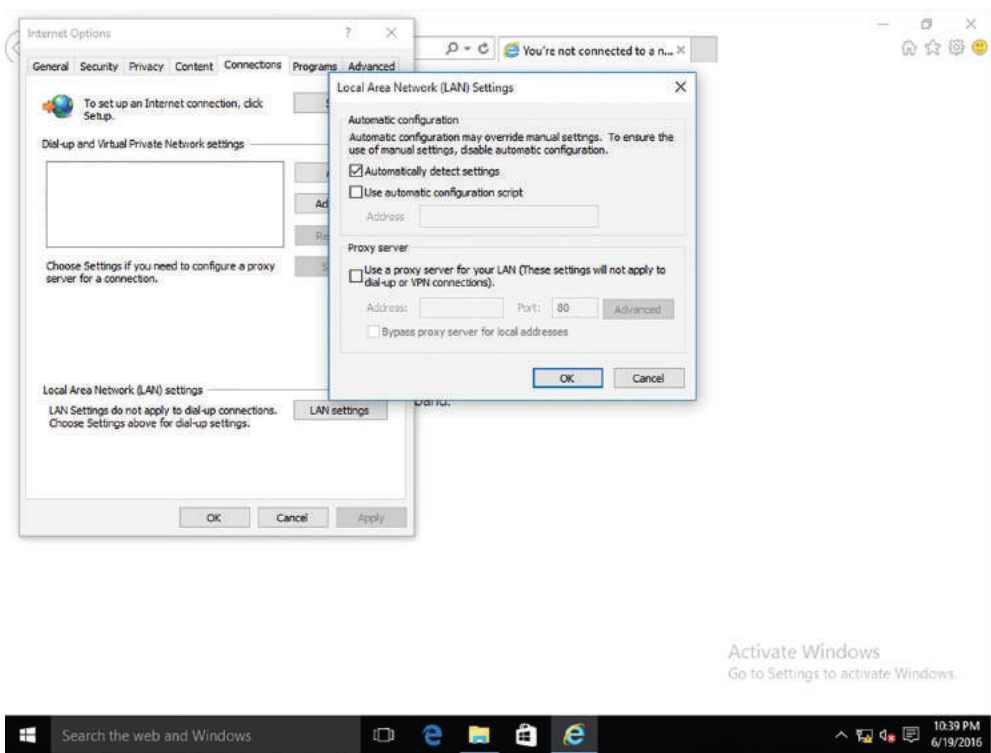 Internet Options
?
You're not connected to a n...
General Security Privacy Content Connections Programs Advanced
To set up an Internet connection, click
Setup.
Dial-up and Virtual Private Network settings
Ad
Re
Choose Settings if you need to configure a proxy
server for a connection.
Local Area Network (LAN) settings
LAN Settings do not apply to dial-up connections.
Choose Settings above for dial-up settings.
LAN settings
OK Cancel Apply
Local Area Network (LAN) Settings
Automatic configuration
Automatic configuration may override manual settings. To ensure the
use of manual settings, disable automatic configuration.
Automatically detect settings
Use automatic configuration script
Address
Proxy server
Use a proxy server for your LAN (These settings will not apply to
dial-up or VPN connections).
Address: Port: 80 Advanced
Bypass proxy server for local addresses
OK Cancel
Activate Windows
Go to Settings to activate Windows.
Search the web and Windows
10:39 PM
6/19/2016